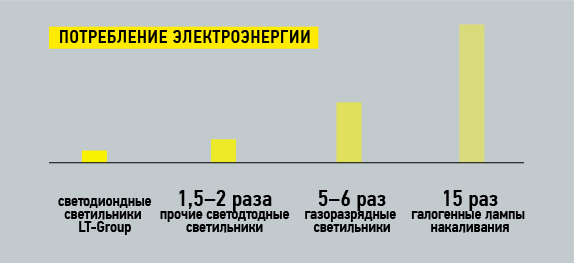 ПОТРЕБЛЕНИЕ ЭЛЕКТРОЭНЕРГИИ
светодиондные
светильники
LT-Group
1,5–2 раза
прочие светодтодные
светильники
5–6 раз
газоразрядные
светильники
15 раз
галогенные лампы
накаливания